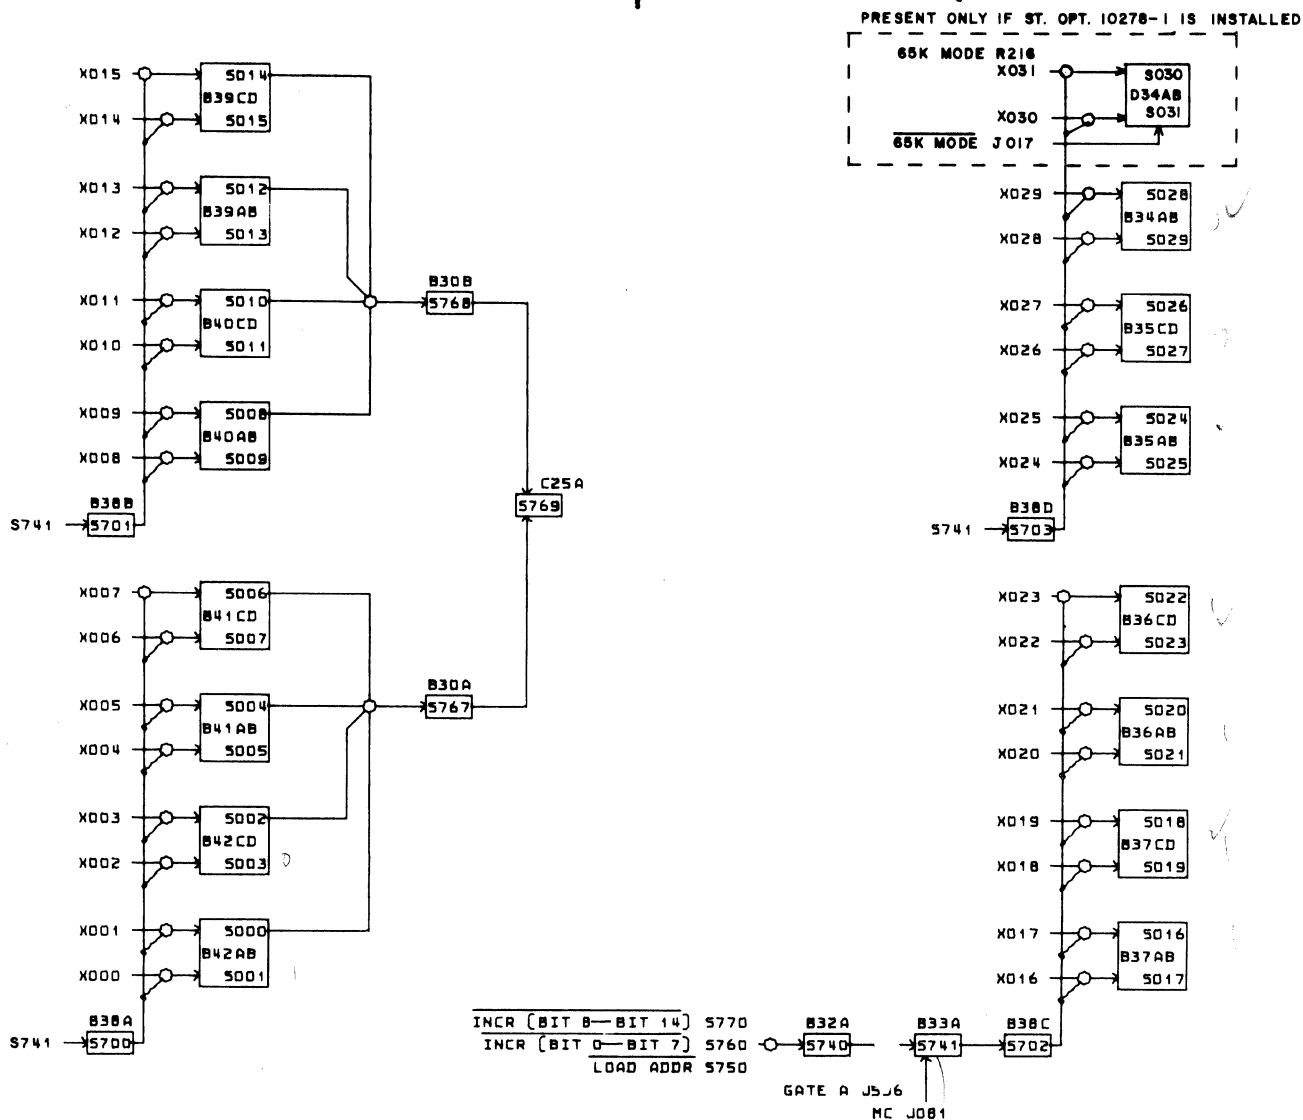 PRESENT ONLY IF ST. OPT. 10278-1 IS INSTALLED
65K MODE R216
X031
S030
D34AB
X030
S031
65K MODE J017
X015
S014
B39CD
X014
S015
X013
S012
B39AB
X012
S013
X011
S010
B40CD
X010
S011
X009
S008
B40AB
X008
S009
B38B
S741
S701
B30B
S768
C25A
S769
X029
S028
B34AB
X028
S029
X027
S026
B35CD
X026
S027
X025
S024
B35AB
X024
S025
B38D
S741
S703
X007
S006
B41CD
X006
S007
X005
S004
B41AB
X004
S005
X003
S002
B42CD
X002
S003
X001
S000
B42AB
X000
S001
B38A
S741
S700
B30A
S767
X023
S022
B36CD
X022
S023
X021
S020
B36AB
X020
S021
X019
S018
B37CD
X018
S019
X017
S016
B37AB
X016
S017
INCR (BIT 8—BIT 14) S770
INCR (BIT 0—BIT 7) S760
LOAD ADDR S750
B32A
S740
B33A
S741
B38C
S702
GATE A
MC J081